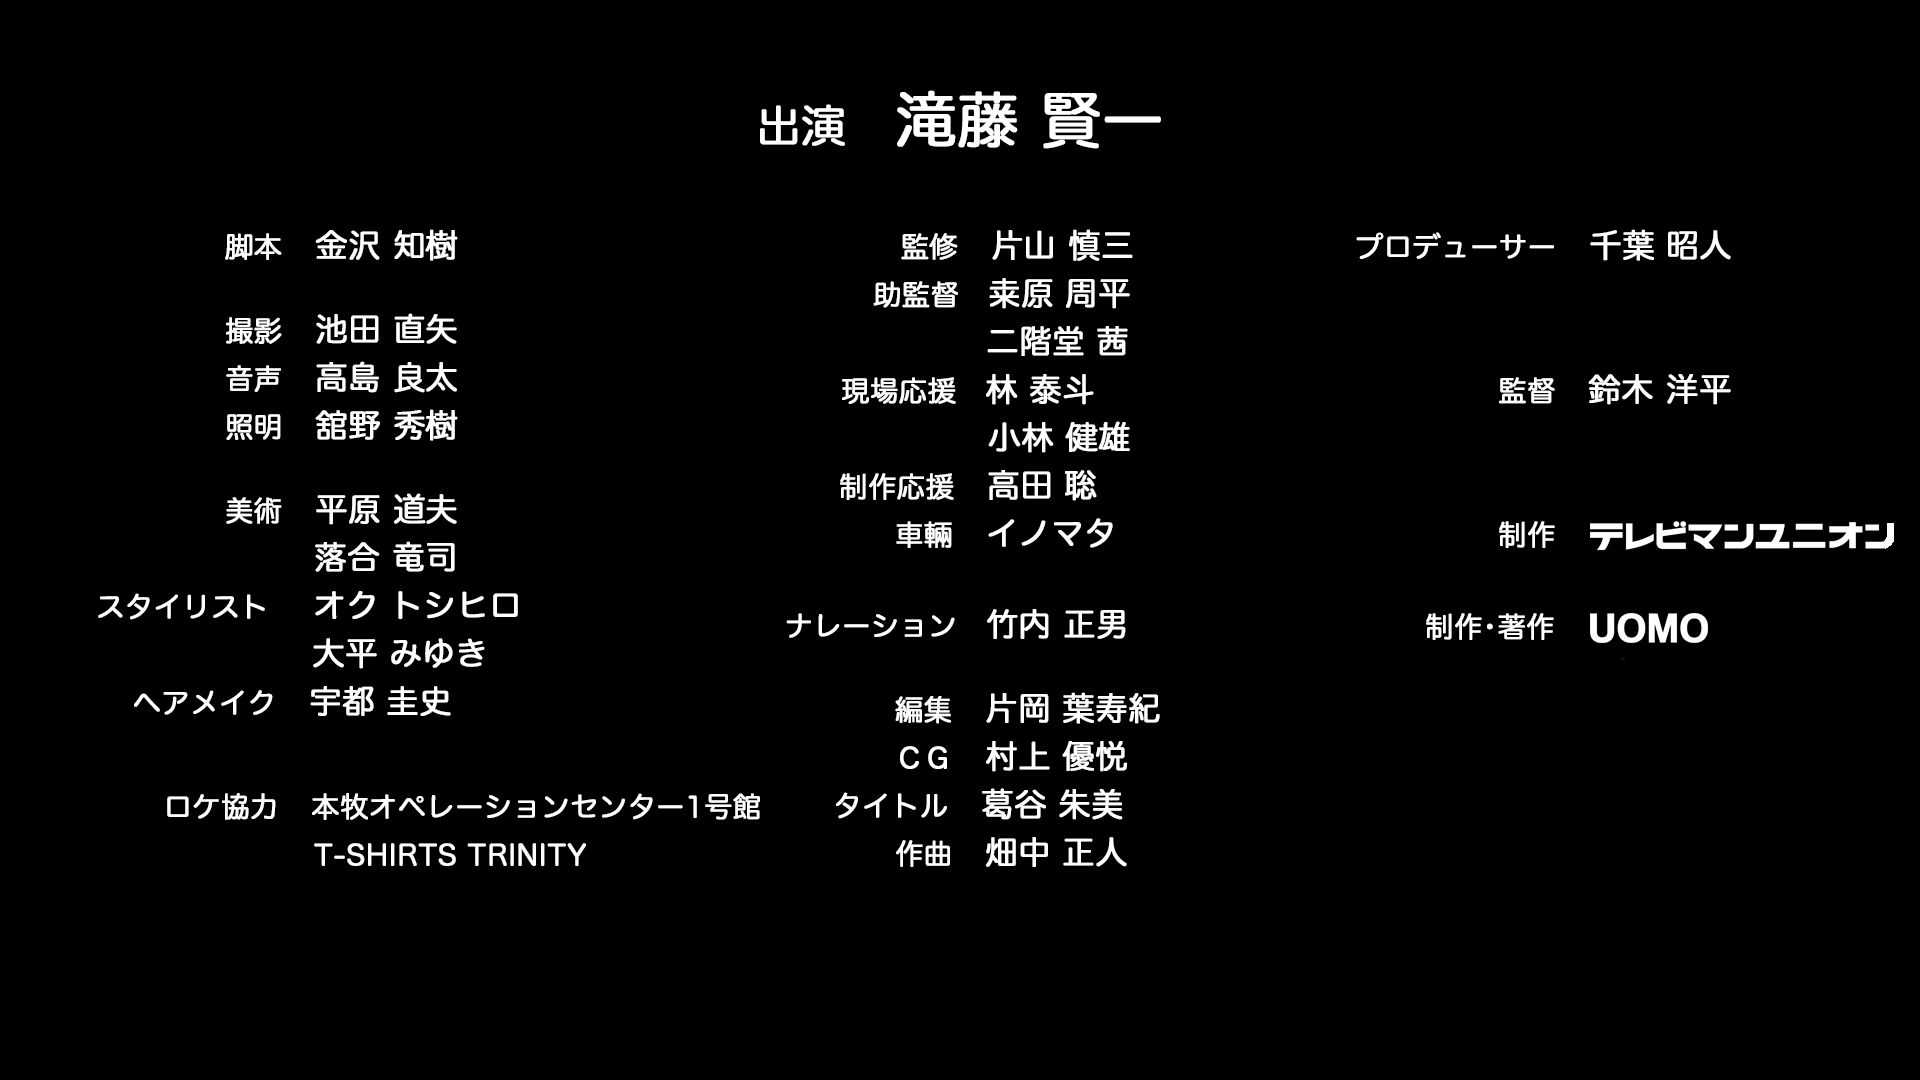 出演 滝藤 賢一
脚本 金沢 知樹
撮影 池田 直矢
音声 高島 良太
照明 舘野 秀樹
美術 平原 道夫
落合 竜司
スタイリスト オク トシヒロ
大平 みゆき
ヘアメイク 宇都 圭史
ロケ協力 本牧オペレーションセンター1号館
T-SHIRTS TRINITY
監修 片山 慎三
助監督 桒原 周平
二階堂 茜
現場応援 林 泰斗
小林 健雄
制作応援 高田 聡
車輌 イノマタ
ナレーション 竹内 正男
編集 片岡 葉寿紀
CG 村上 優悦
タイトル 葛谷 朱美
作曲 畑中 正人
プロデューサー 千葉 昭人
監督 鈴木 洋平
制作 テレビマンユニオン
制作・著作 UOMO